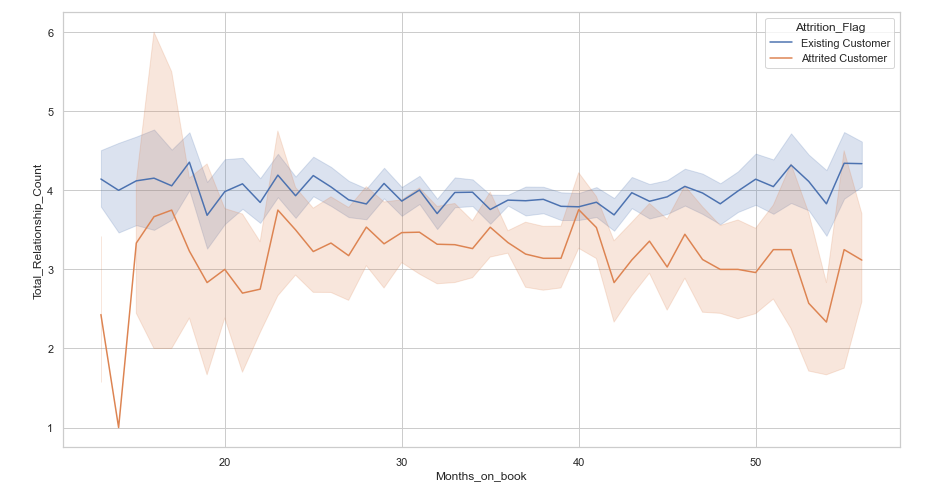 Attrition_Flag
Existing Customer
Attrited Customer
6
5
4
3
2
1
Total_Relationship_Count
20
30
40
50
Months_on_book